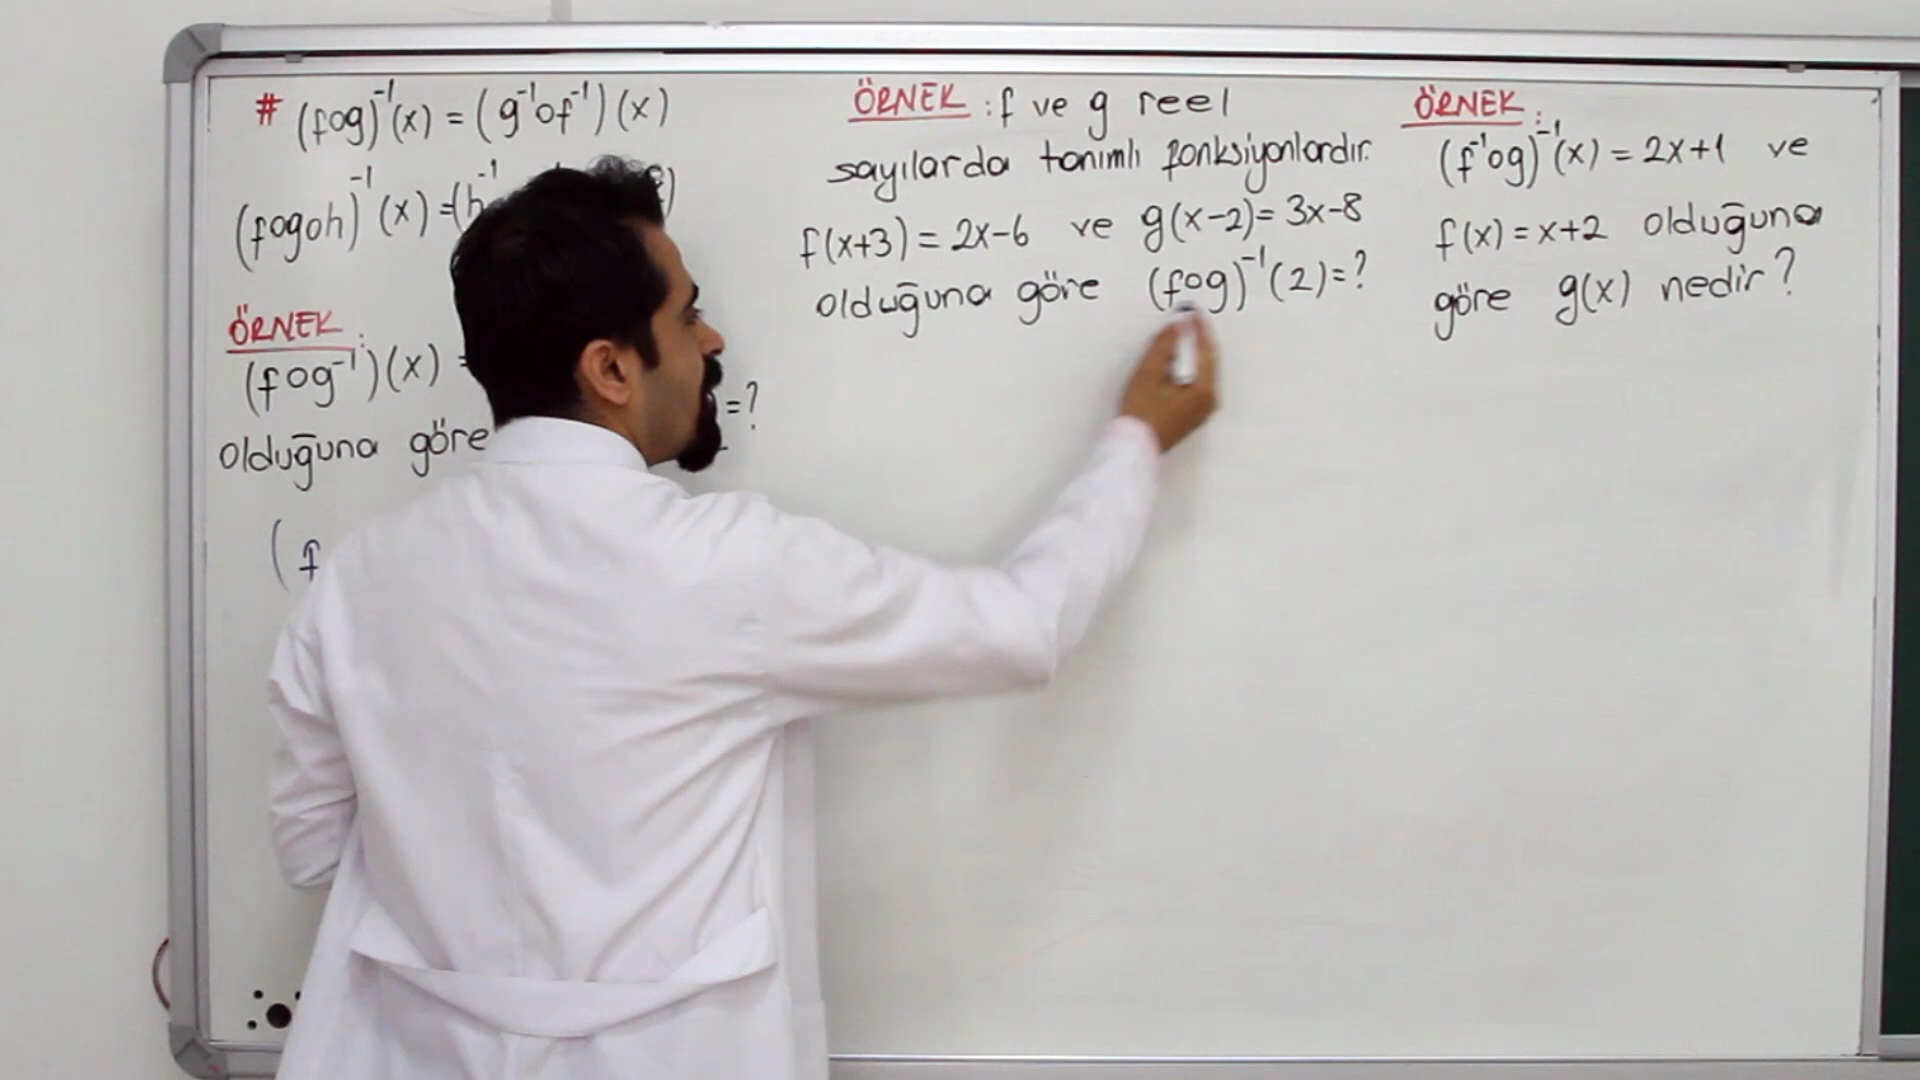 # (fog)⁻¹(x) = (g⁻¹of⁻¹)(x)
(fogoh)⁻¹(x) = (h⁻¹
ÖRNEK:
(fog⁻¹)(x) =
=?
olduğuna göre
(f
ÖRNEK: f ve g reel
sayılarda tanımlı fonksiyonlardır.
f(x+3) = 2x-6 ve g(x-2) = 3x-8
olduğuna göre (fog)⁻¹(2) = ?
ÖRNEK:
(f⁻¹og)⁻¹(x) = 2x+1 ve
f(x) = x+2 olduğuna
göre g(x) nedir?